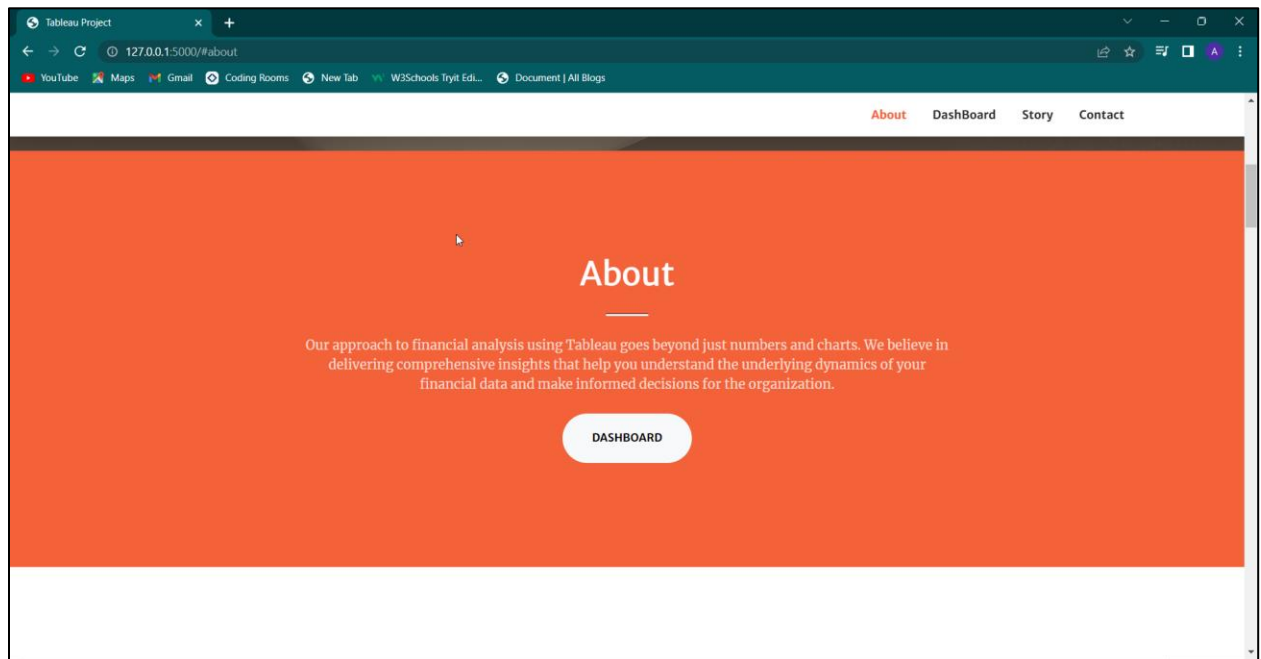 Tableau Project
127.0.0.1:5000/#about
A
YouTube Maps Gmail Coding Rooms New Tab W3Schools Tryit Edi... Document | All Blogs
About DashBoard Story Contact
About
Our approach to financial analysis using Tableau goes beyond just numbers and charts. We believe in
delivering comprehensive insights that help you understand the underlying dynamics of your
financial data and make informed decisions for the organization.
DASHBOARD